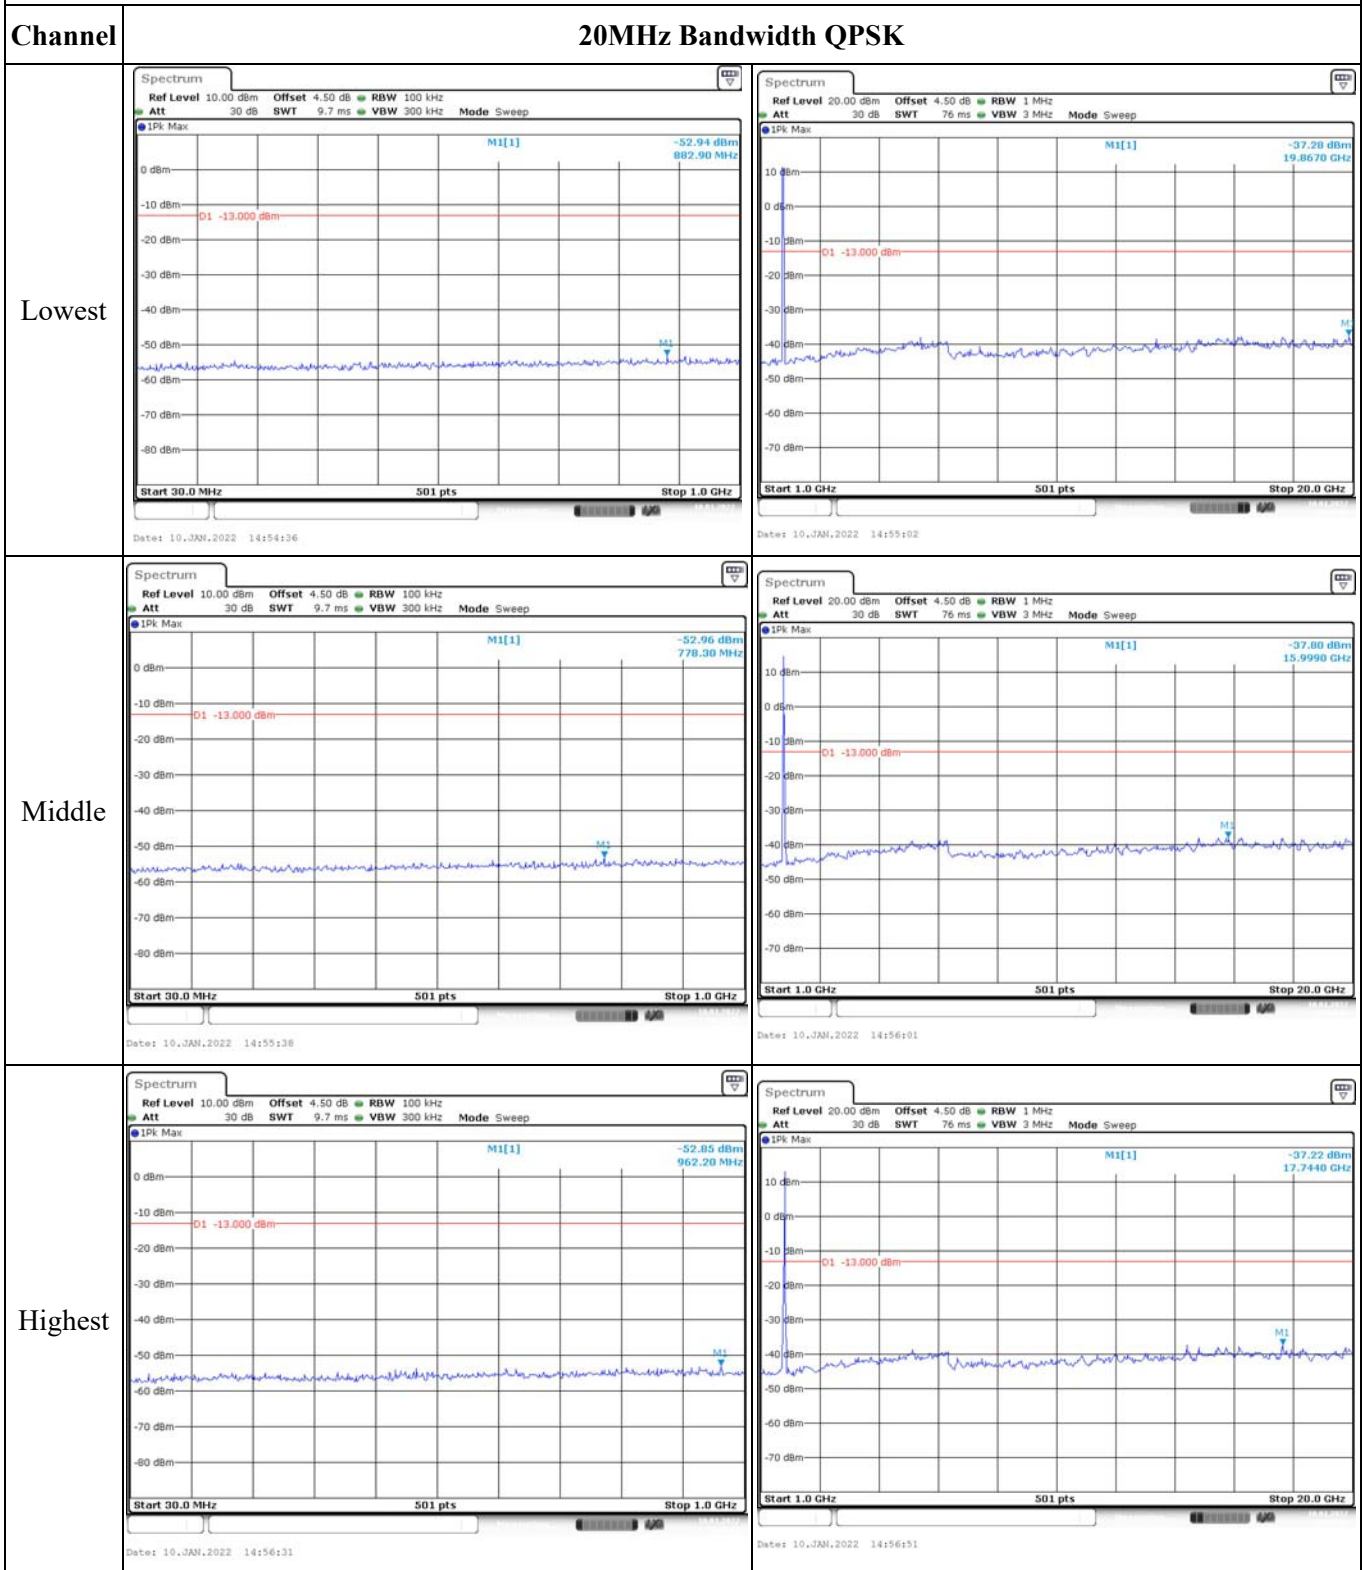 Channel 20MHz Bandwidth QPSK
Lowest
Spectrum
Ref Level 10.00 dBm Offset 4.50 dB RBW 100 kHz
Att 30 dB SWT 9.7 ms VBW 300 kHz Mode Sweep
1Pk Max
M1[1] -52.94 dBm
882.90 MHz
0 dBm
-10 dBm
D1 -13.000 dBm
-20 dBm
-30 dBm
-40 dBm
-50 dBm
M1
-60 dBm
-70 dBm
-80 dBm
Start 30.0 MHz 501 pts Stop 1.0 GHz
Date: 10.JAN.2022 14:54:36
Spectrum
Ref Level 20.00 dBm Offset 4.50 dB RBW 1 MHz
Att 30 dB SWT 76 ms VBW 3 MHz Mode Sweep
1Pk Max
M1[1] -37.28 dBm
19.8670 GHz
10 dBm
0 dBm
-10 dBm
D1 -13.000 dBm
-20 dBm
-30 dBm
M1
-40 dBm
-50 dBm
-60 dBm
-70 dBm
Start 1.0 GHz 501 pts Stop 20.0 GHz
Date: 10.JAN.2022 14:55:02
Middle
Spectrum
Ref Level 10.00 dBm Offset 4.50 dB RBW 100 kHz
Att 30 dB SWT 9.7 ms VBW 300 kHz Mode Sweep
1Pk Max
M1[1] -52.96 dBm
778.30 MHz
0 dBm
-10 dBm
D1 -13.000 dBm
-20 dBm
-30 dBm
-40 dBm
-50 dBm
M1
-60 dBm
-70 dBm
-80 dBm
Start 30.0 MHz 501 pts Stop 1.0 GHz
Date: 10.JAN.2022 14:55:38
Spectrum
Ref Level 20.00 dBm Offset 4.50 dB RBW 1 MHz
Att 30 dB SWT 76 ms VBW 3 MHz Mode Sweep
1Pk Max
M1[1] -37.80 dBm
15.9990 GHz
10 dBm
0 dBm
-10 dBm
D1 -13.000 dBm
-20 dBm
-30 dBm
M1
-40 dBm
-50 dBm
-60 dBm
-70 dBm
Start 1.0 GHz 501 pts Stop 20.0 GHz
Date: 10.JAN.2022 14:56:01
Highest
Spectrum
Ref Level 10.00 dBm Offset 4.50 dB RBW 100 kHz
Att 30 dB SWT 9.7 ms VBW 300 kHz Mode Sweep
1Pk Max
M1[1] -52.85 dBm
962.20 MHz
0 dBm
-10 dBm
D1 -13.000 dBm
-20 dBm
-30 dBm
-40 dBm
-50 dBm
M1
-60 dBm
-70 dBm
-80 dBm
Start 30.0 MHz 501 pts Stop 1.0 GHz
Date: 10.JAN.2022 14:56:31
Spectrum
Ref Level 20.00 dBm Offset 4.50 dB RBW 1 MHz
Att 30 dB SWT 76 ms VBW 3 MHz Mode Sweep
1Pk Max
M1[1] -37.22 dBm
17.7440 GHz
10 dBm
0 dBm
-10 dBm
D1 -13.000 dBm
-20 dBm
-30 dBm
M1
-40 dBm
-50 dBm
-60 dBm
-70 dBm
Start 1.0 GHz 501 pts Stop 20.0 GHz
Date: 10.JAN.2022 14:56:51